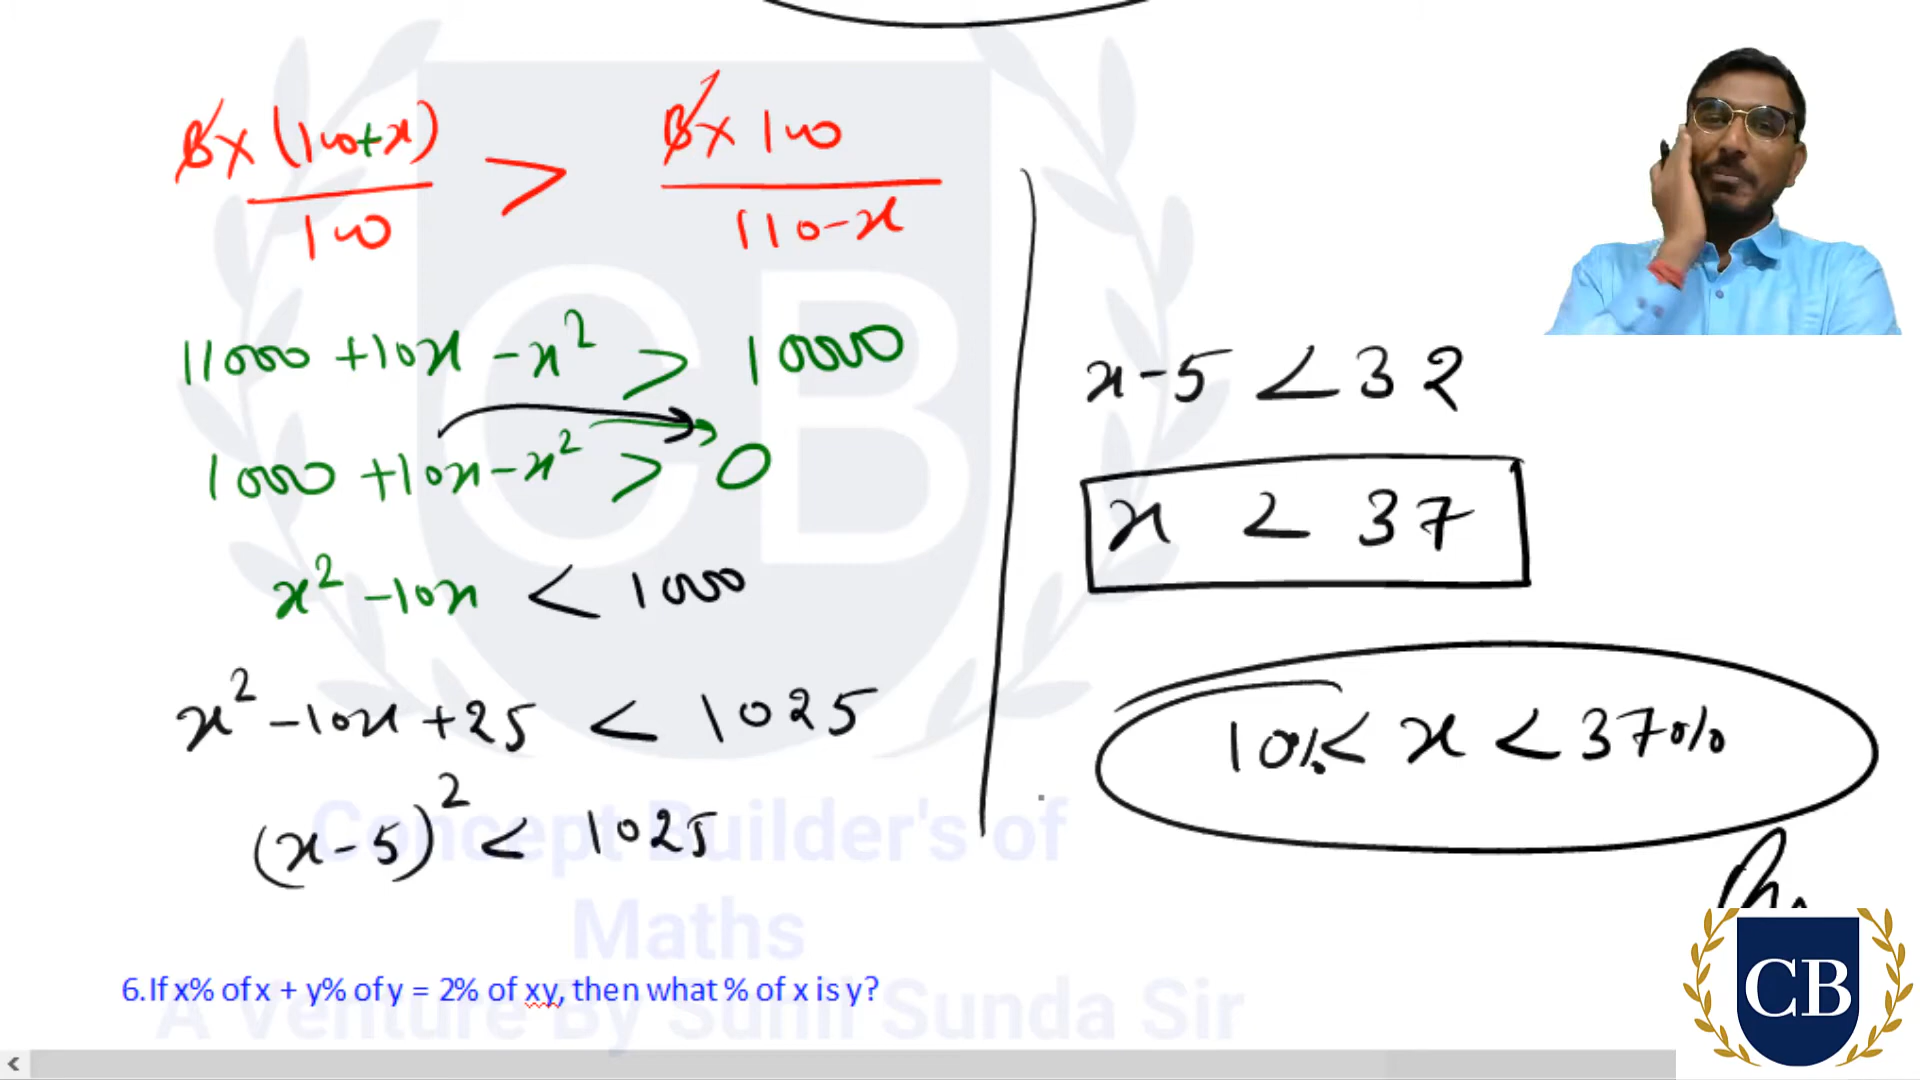 B × (100+x) / 100 > B × 100 / 110-x
11000 +10x -x² > 10000
1000 +10x -x² > 0
x² -10x < 1000
x² -10x +25 < 1025
(x-5)² < 1025
x-5 < 32
x < 37
10% < x < 37%
Concept Builder's of
Maths
A Venture By Sunil Sunda Sir
6.If x% of x + y% of y = 2% of xy, then what % of x is y?
CB
CB